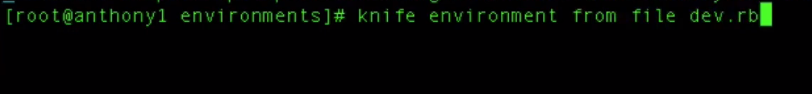 [root@anthony1 environments]# knife environment from file dev.rb